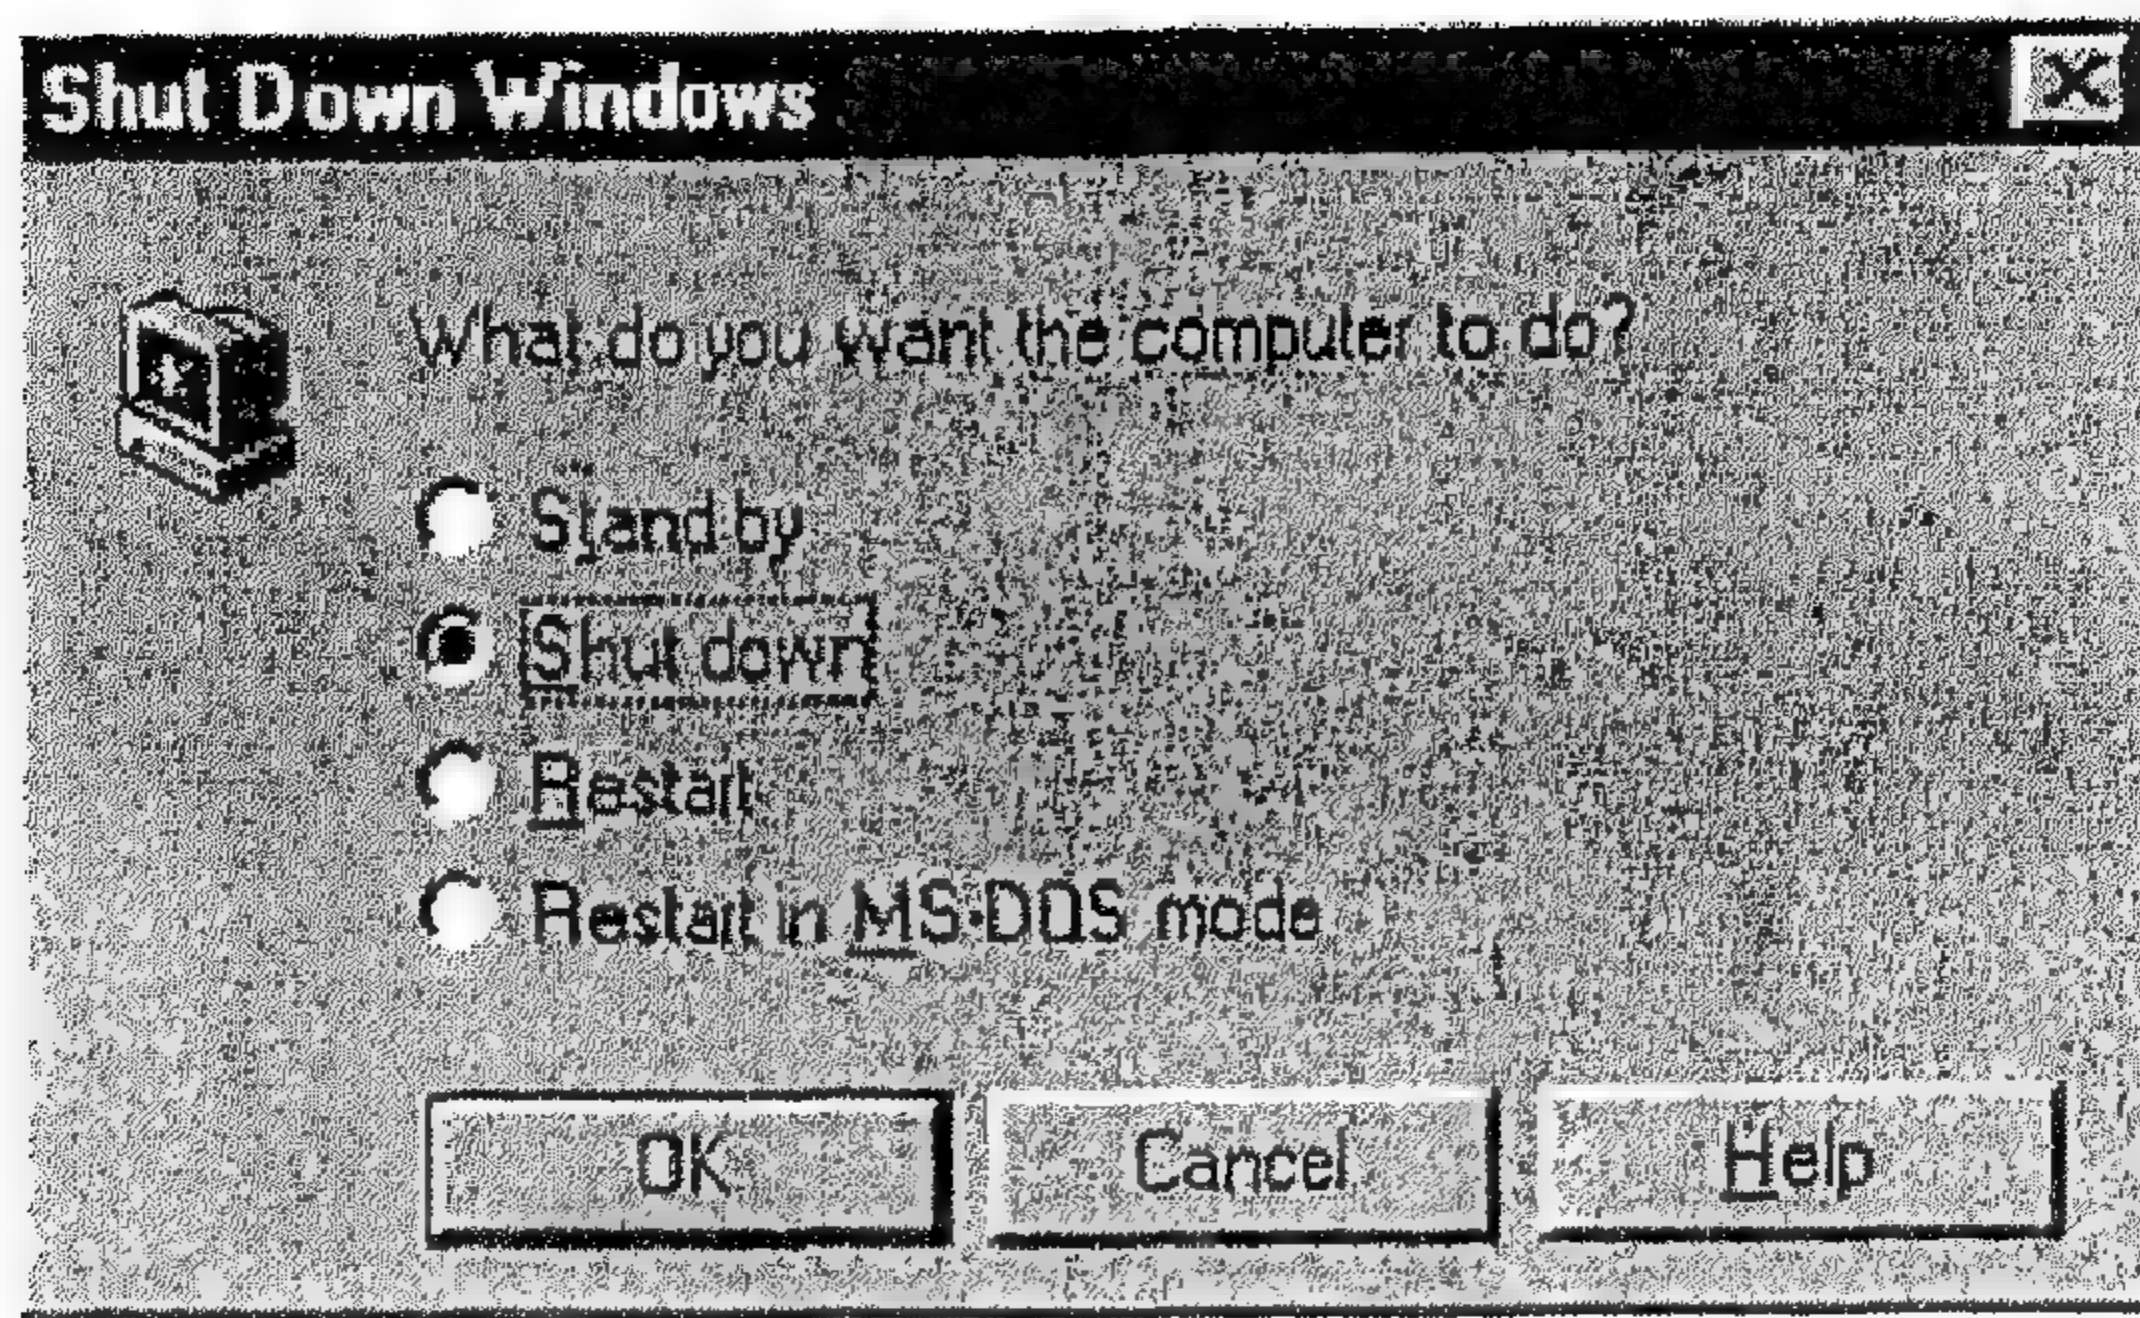 Shut Down Windows
What do you want the computer to do?
Stand by
Shut down
Restart
Restart in MS-DOS mode
OK Cancel Help